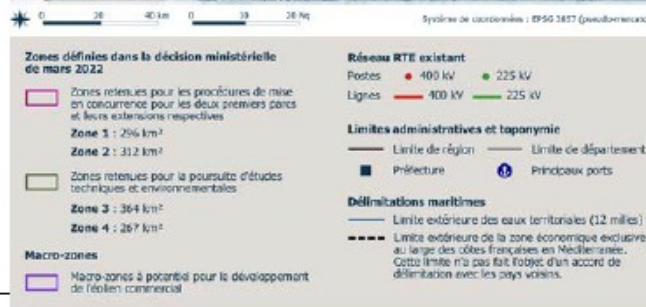 0 20 40 km 0 10 20 Nq
Système de coordonnées : EPSG 3857 (pseudo-mercator
Zones définies dans la décision ministérielle
de mars 2022
Zones retenues pour les procédures de mise
en concurrence pour les deux premiers parcs
et leurs extensions respectives
Zone 1 : 296 km²
Zone 2 : 312 km²
Zones retenues pour la poursuite d'études
techniques et environnementales
Zone 3 : 364 km²
Zone 4 : 267 km²
Macro-zones
Macro-zones à potentiel pour le développement
de l'éolien commercial
Réseau RTE existant
Postes 400 kV 225 kV
Lignes 400 kV 225 kV
Limites administratives et toponymie
Limite de région Limite de département
Préfecture Principaux ports
Délimitations maritimes
Limite extérieure des eaux territoriales (12 milles)
Limite extérieure de la zone économique exclusive
au large des côtes françaises en Méditerranée.
Cette limite n'a pas fait l'objet d'un accord de
délimitation avec les pays voisins.